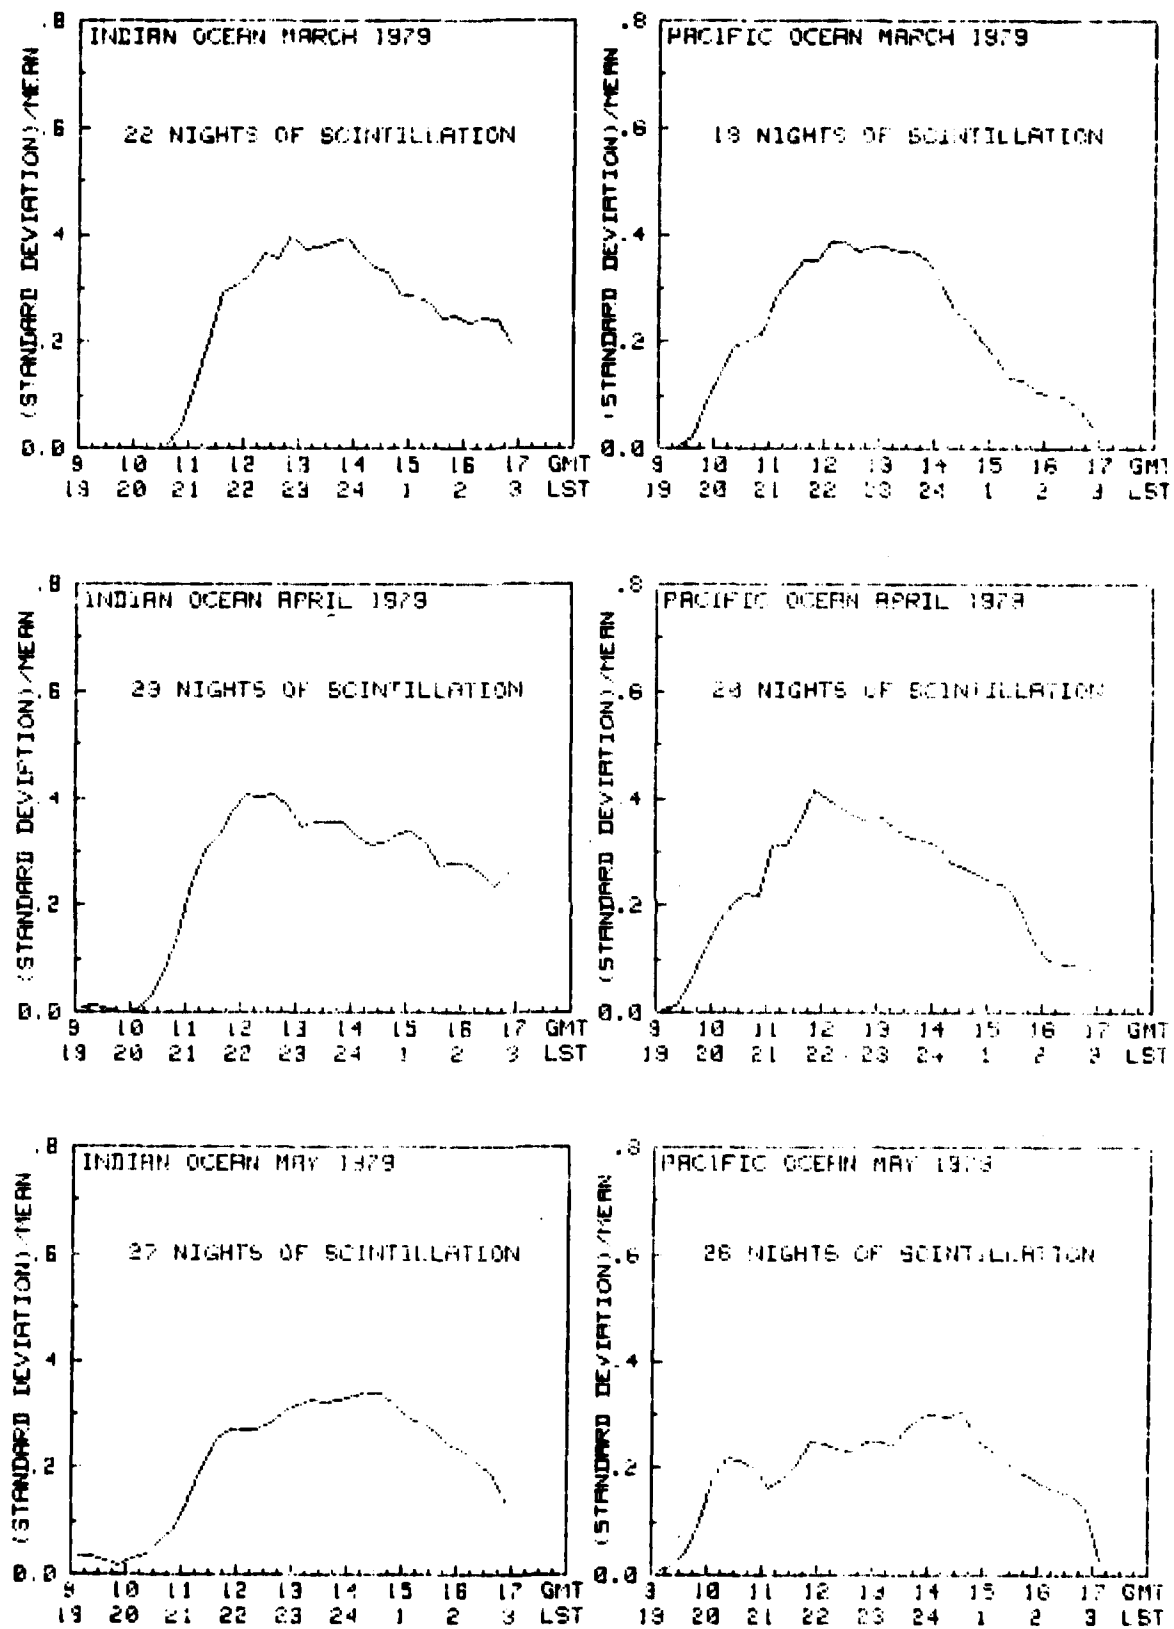 INDIAN OCEAN MARCH 1979
22 NIGHTS OF SCINTILLATION
(STANDARD DEVIATION)/MEAN
.8
.6
.4
.2
0.0
9 10 11 12 13 14 15 16 17 GMT
19 20 21 22 23 24 1 2 3 LST
PACIFIC OCEAN MARCH 1979
NIGHTS OF SCINTILLATION
(STANDARD DEVIATION)/MEAN
.8
.6
.4
.2
0.0
9 10 11 12 13 14 15 16 17 GMT
19 20 21 22 23 24 1 2 3 LST
INDIAN OCEAN APRIL 1979
29 NIGHTS OF SCINTILLATION
(STANDARD DEVIFTION)/MEAN
.8
.6
.4
.2
0.0
9 10 11 12 13 14 15 16 17 GMT
19 20 21 22 23 24 1 2 3 LST
PACIFIC OCEAN APRIL 1979
NIGHTS OF SCINTILLATION
(STANDARD DEVIATION)/MEAN
.8
.6
.4
.2
0.0
9 10 11 12 13 14 15 16 17 GMT
19 20 21 22 23 24 1 2 3 LST
INDIAN OCEAN MAY 1979
27 NIGHTS OF SCINTILLATION
(STANDARD DEVIATION)/MEAN
.8
.6
.4
.2
0.0
9 10 11 12 13 14 15 16 17 GMT
19 20 21 22 23 24 1 2 3 LST
PACIFIC OCEAN MAY 1979
26 NIGHTS OF SCINTILLATION
(STANDARD DEVIATION)/MEAN
.8
.6
.4
.2
0.0
9 10 11 12 13 14 15 16 17 GMT
19 20 21 22 23 24 1 2 3 LST